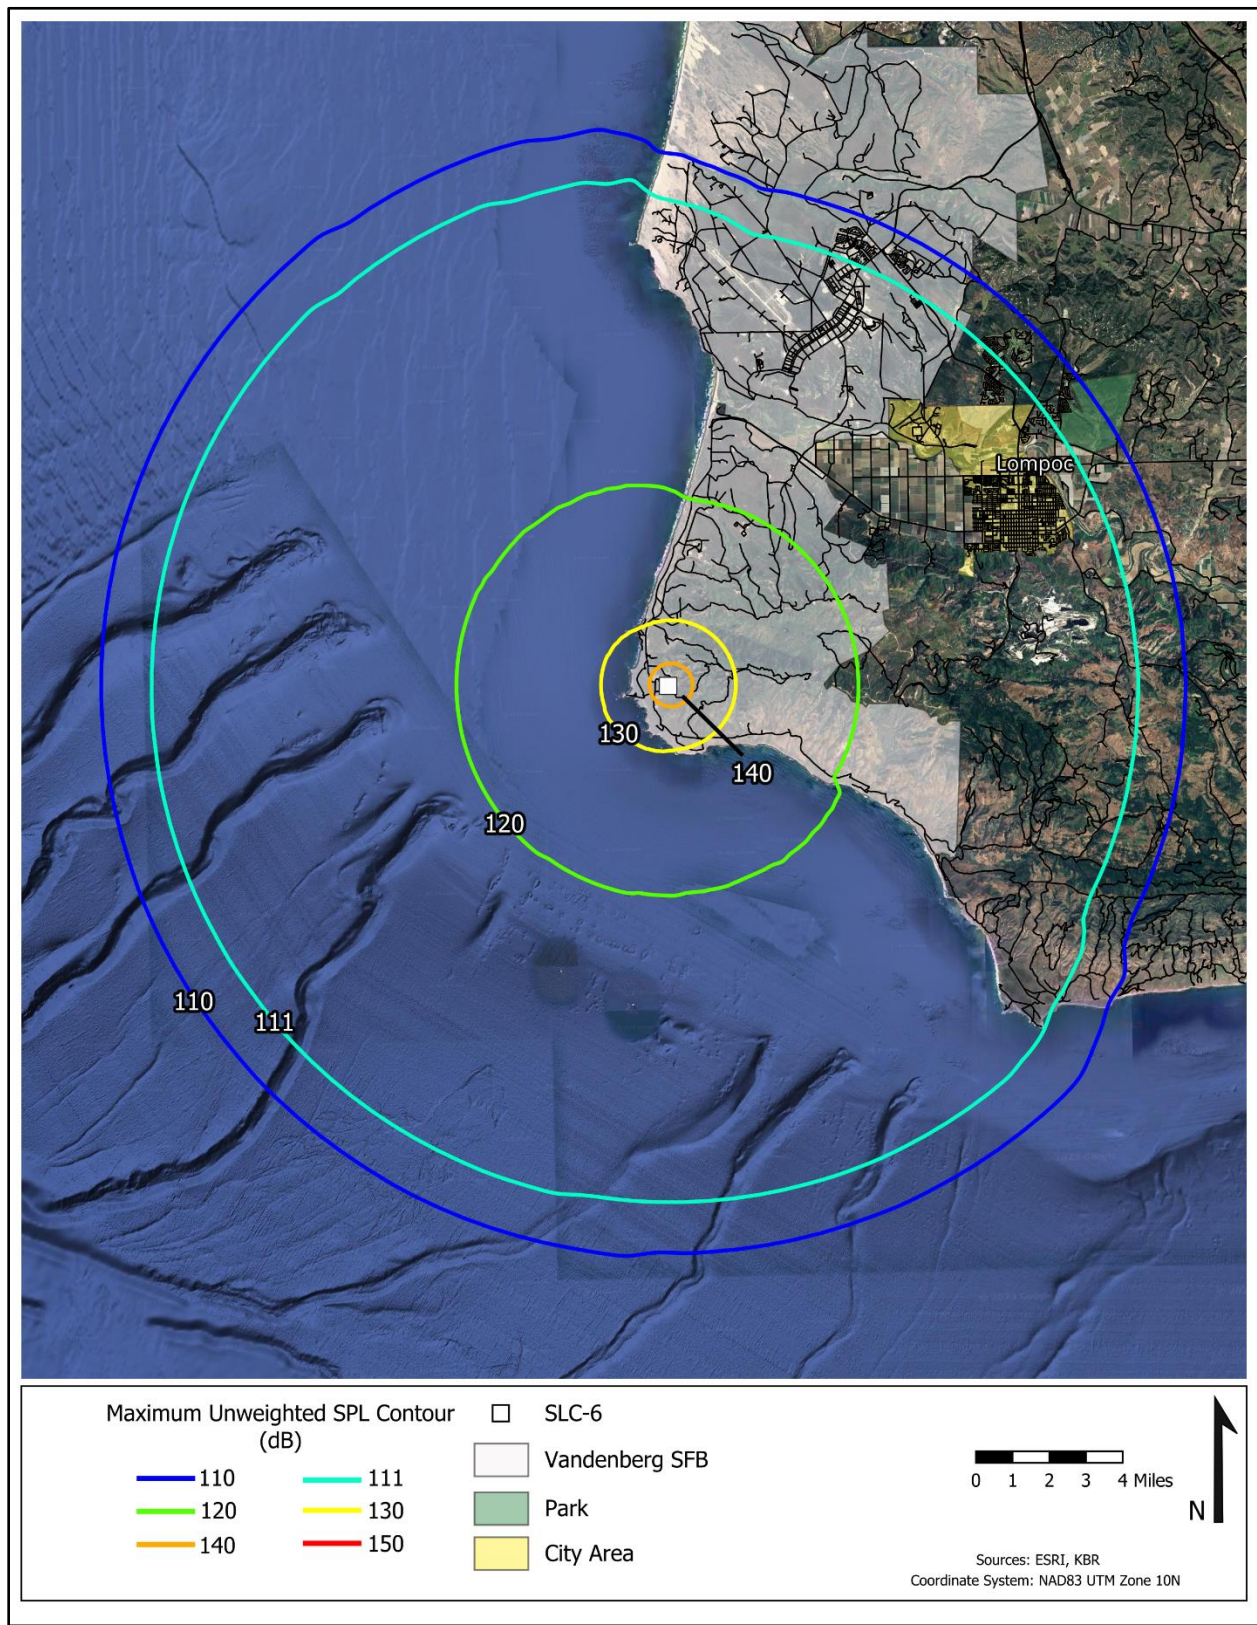 Lompoc
130
140
120
110
111
Maximum Unweighted SPL Contour
(dB)
110
111
120
130
140
150
SLC-6
Vandenberg SFB
Park
City Area
0 1 2 3 4 Miles
N
Sources: ESRI, KBR
Coordinate System: NAD83 UTM Zone 10N